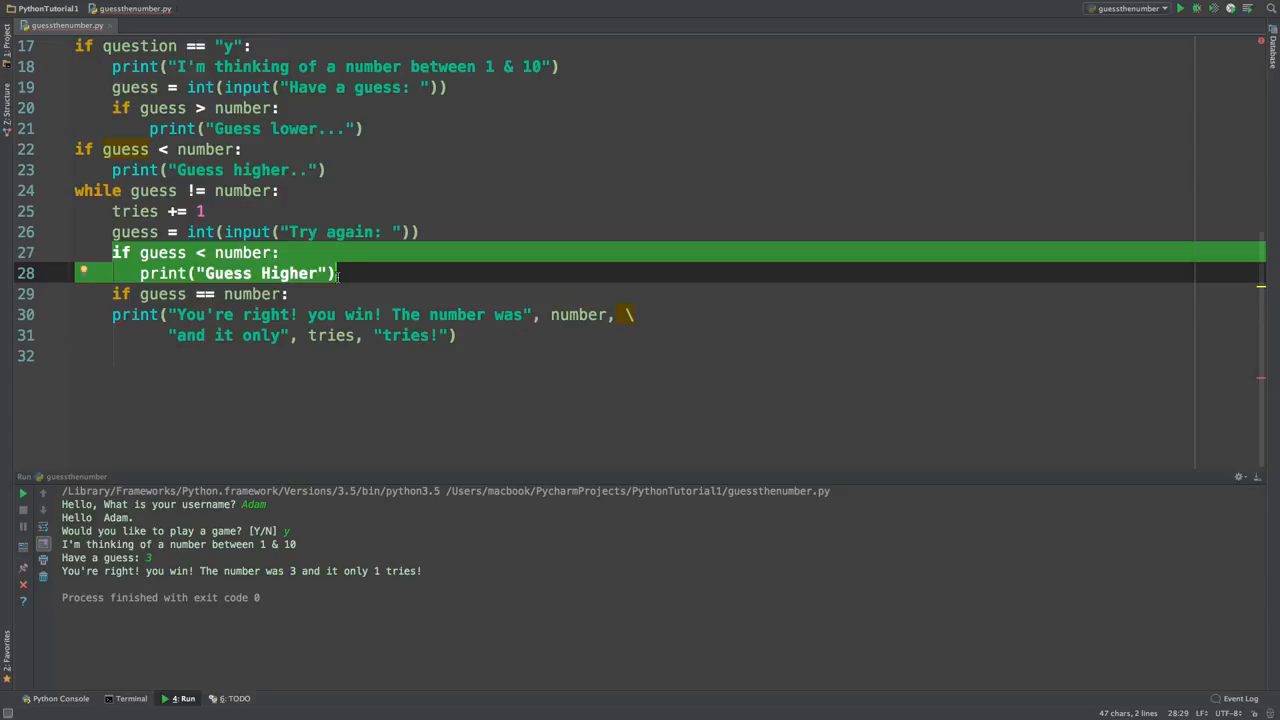 PythonTutorial1
guessthenumber.py
guessthenumber
guessthenumber.py
1: Project
Z: Structure
2: Favorites
Database
17 if question == "y":
18 print("I'm thinking of a number between 1 & 10")
19 guess = int(input("Have a guess: "))
20 if guess > number:
21 print("Guess lower...")
22 if guess < number:
23 print("Guess higher..")
24 while guess != number:
25 tries += 1
26 guess = int(input("Try again: "))
27 if guess < number:
28 print("Guess Higher")
29 if guess == number:
30 print("You're right! you win! The number was", number, \
31 "and it only", tries, "tries!")
32
Run guessthenumber
/Library/Frameworks/Python.framework/Versions/3.5/bin/python3.5 /Users/macbook/PycharmProjects/PythonTutorial1/guessthenumber.py
Hello, What is your username? Adam
Hello  Adam.
Would you like to play a game? [Y/N] y
I'm thinking of a number between 1 & 10
Have a guess: 3
You're right! you win! The number was 3 and it only 1 tries!
Process finished with exit code 0
Python Console
Terminal
4: Run
6: TODO
Event Log
47 chars, 2 lines
28:29
LF÷
UTF-8÷